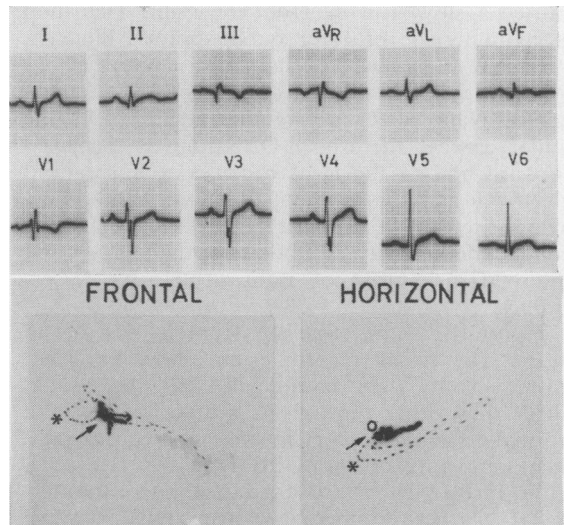 I II III aVR aVL aVF
V1 V2 V3 V4 V5 V6
FRONTAL HORIZONTAL
*
O
*